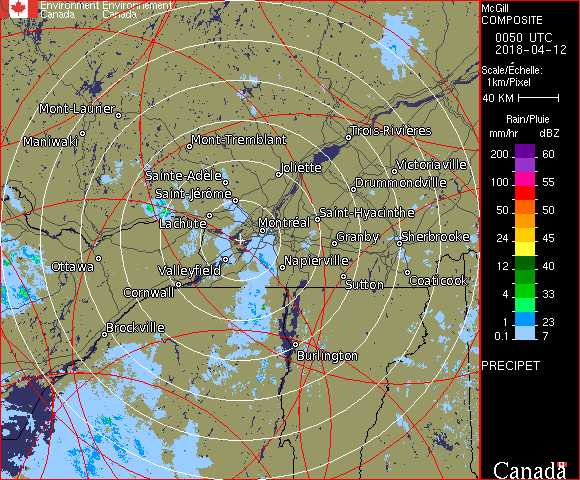 Environment Environnement
Canada Canada
McGill
COMPOSITE
0050 UTC
2018-04-12
Scale/Échelle:
1km/Pixel
40 KM
Rain/Pluie
mm/hr dBZ
200 60
155 55
100 55
50 50
24 45
12 40
4 33
1 23
0.1 7
PRECIPET
Canada
Mont-Laurier
Maniwaki
Mont-Tremblant
Trois-Rivières
Sainte-Adèle
Joliette
Victoriaville
Saint-Jérôme
Drummondville
Lachute
Montréal
Saint-Hyacinthe
Granby
Sherbrooke
Ottawa
Valleyfield
Napierville
Cornwall
Sutton
Coaticook
Brockville
Burlington